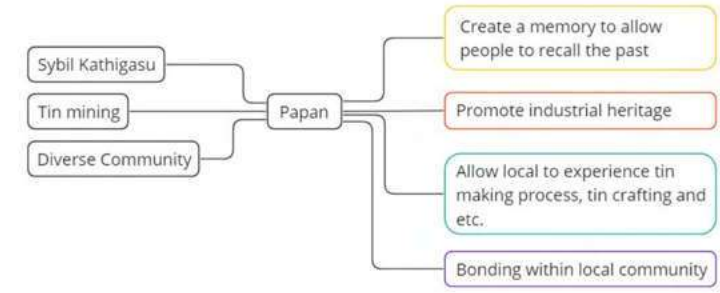 Sybil Kathigasu
Tin mining
Diverse Community
Papan
Create a memory to allow
people to recall the past
Promote industrial heritage
Allow local to experience tin
making process, tin crafting and
etc.
Bonding within local community